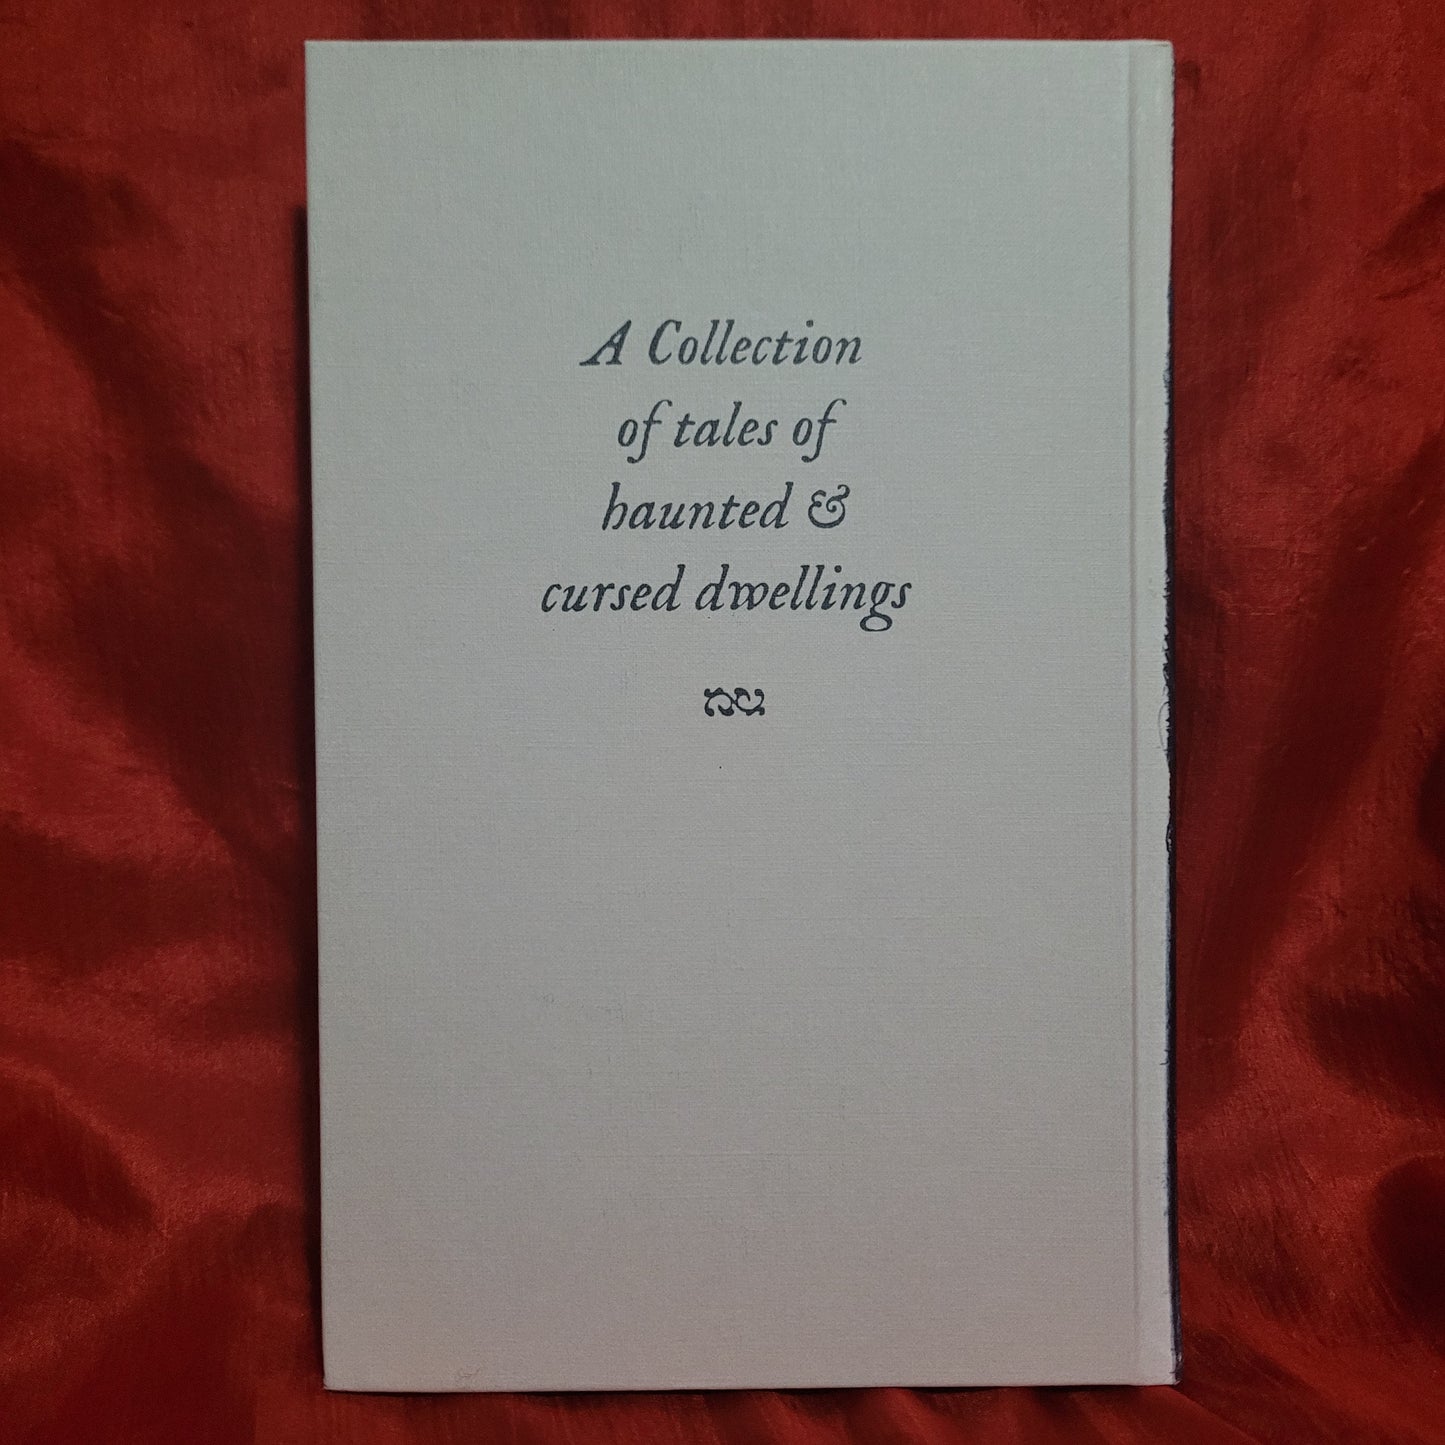 A Collection
of tales of
haunted &
cursed dwellings